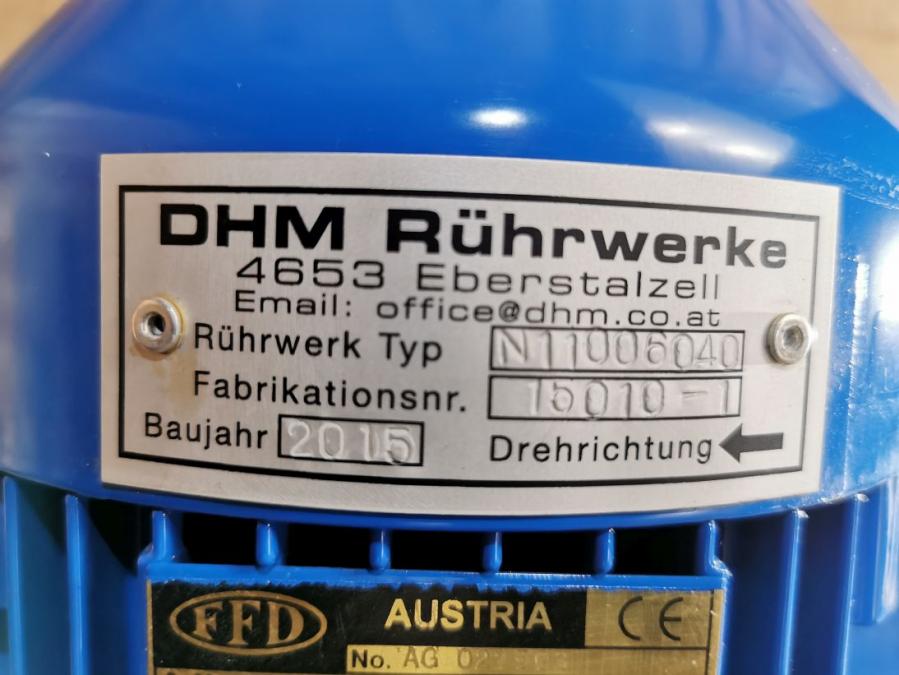 DHM Rührwerke
4653 Eberstalzell
Email: office@dhm.co.at
Rührwerk Typ N11006040
Fabrikationsnr. 15010-1
Baujahr 2015 Drehrichtung
FFD AUSTRIA CE
No. AG